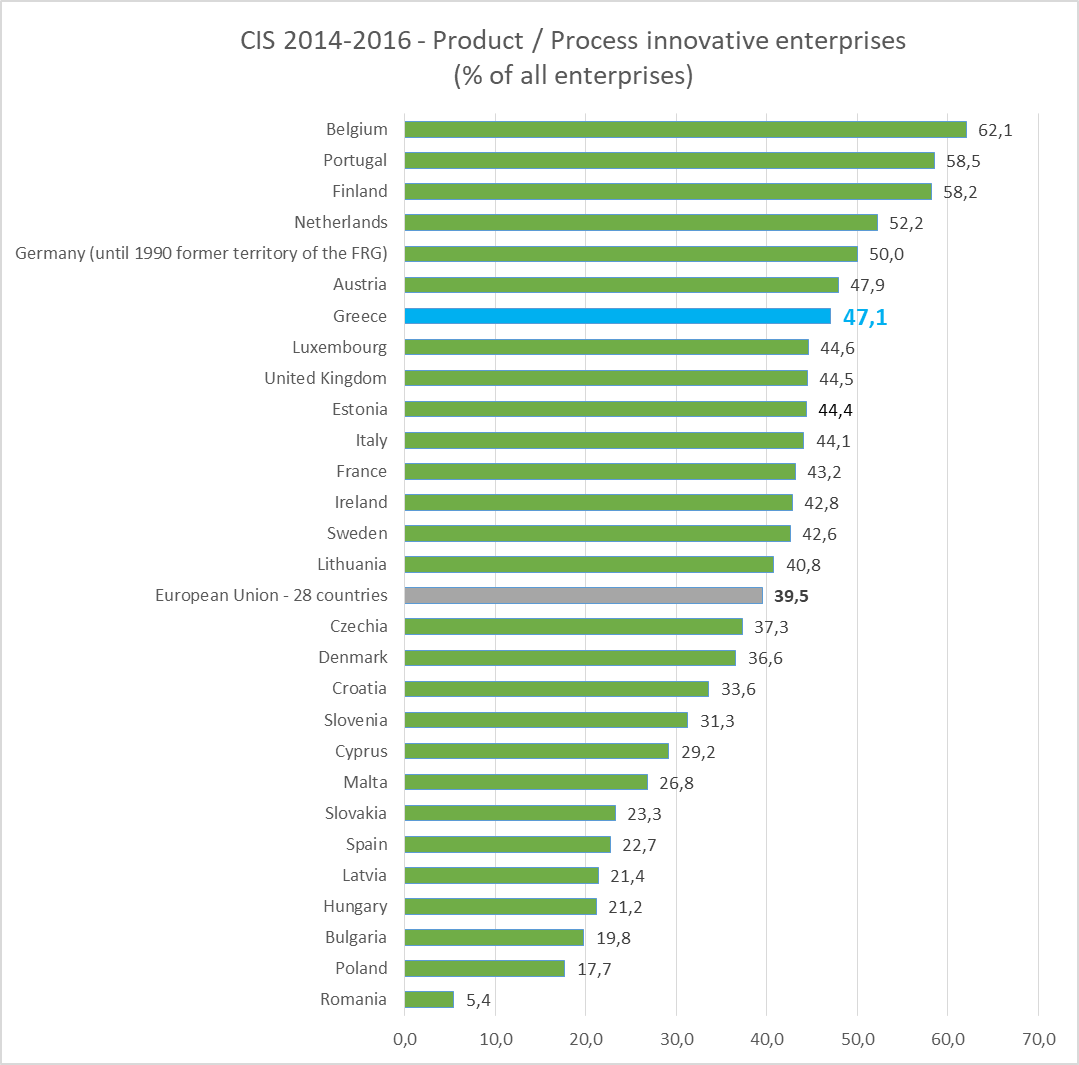 CIS 2014-2016 - Product / Process innovative enterprises
(% of all enterprises)
Belgium 62,1
Portugal 58,5
Finland 58,2
Netherlands 52,2
Germany (until 1990 former territory of the FRG) 50,0
Austria 47,9
Greece 47,1
Luxembourg 44,6
United Kingdom 44,5
Estonia 44,4
Italy 44,1
France 43,2
Ireland 42,8
Sweden 42,6
Lithuania 40,8
European Union - 28 countries 39,5
Czechia 37,3
Denmark 36,6
Croatia 33,6
Slovenia 31,3
Cyprus 29,2
Malta 26,8
Slovakia 23,3
Spain 22,7
Latvia 21,4
Hungary 21,2
Bulgaria 19,8
Poland 17,7
Romania 5,4
0,0 10,0 20,0 30,0 40,0 50,0 60,0 70,0